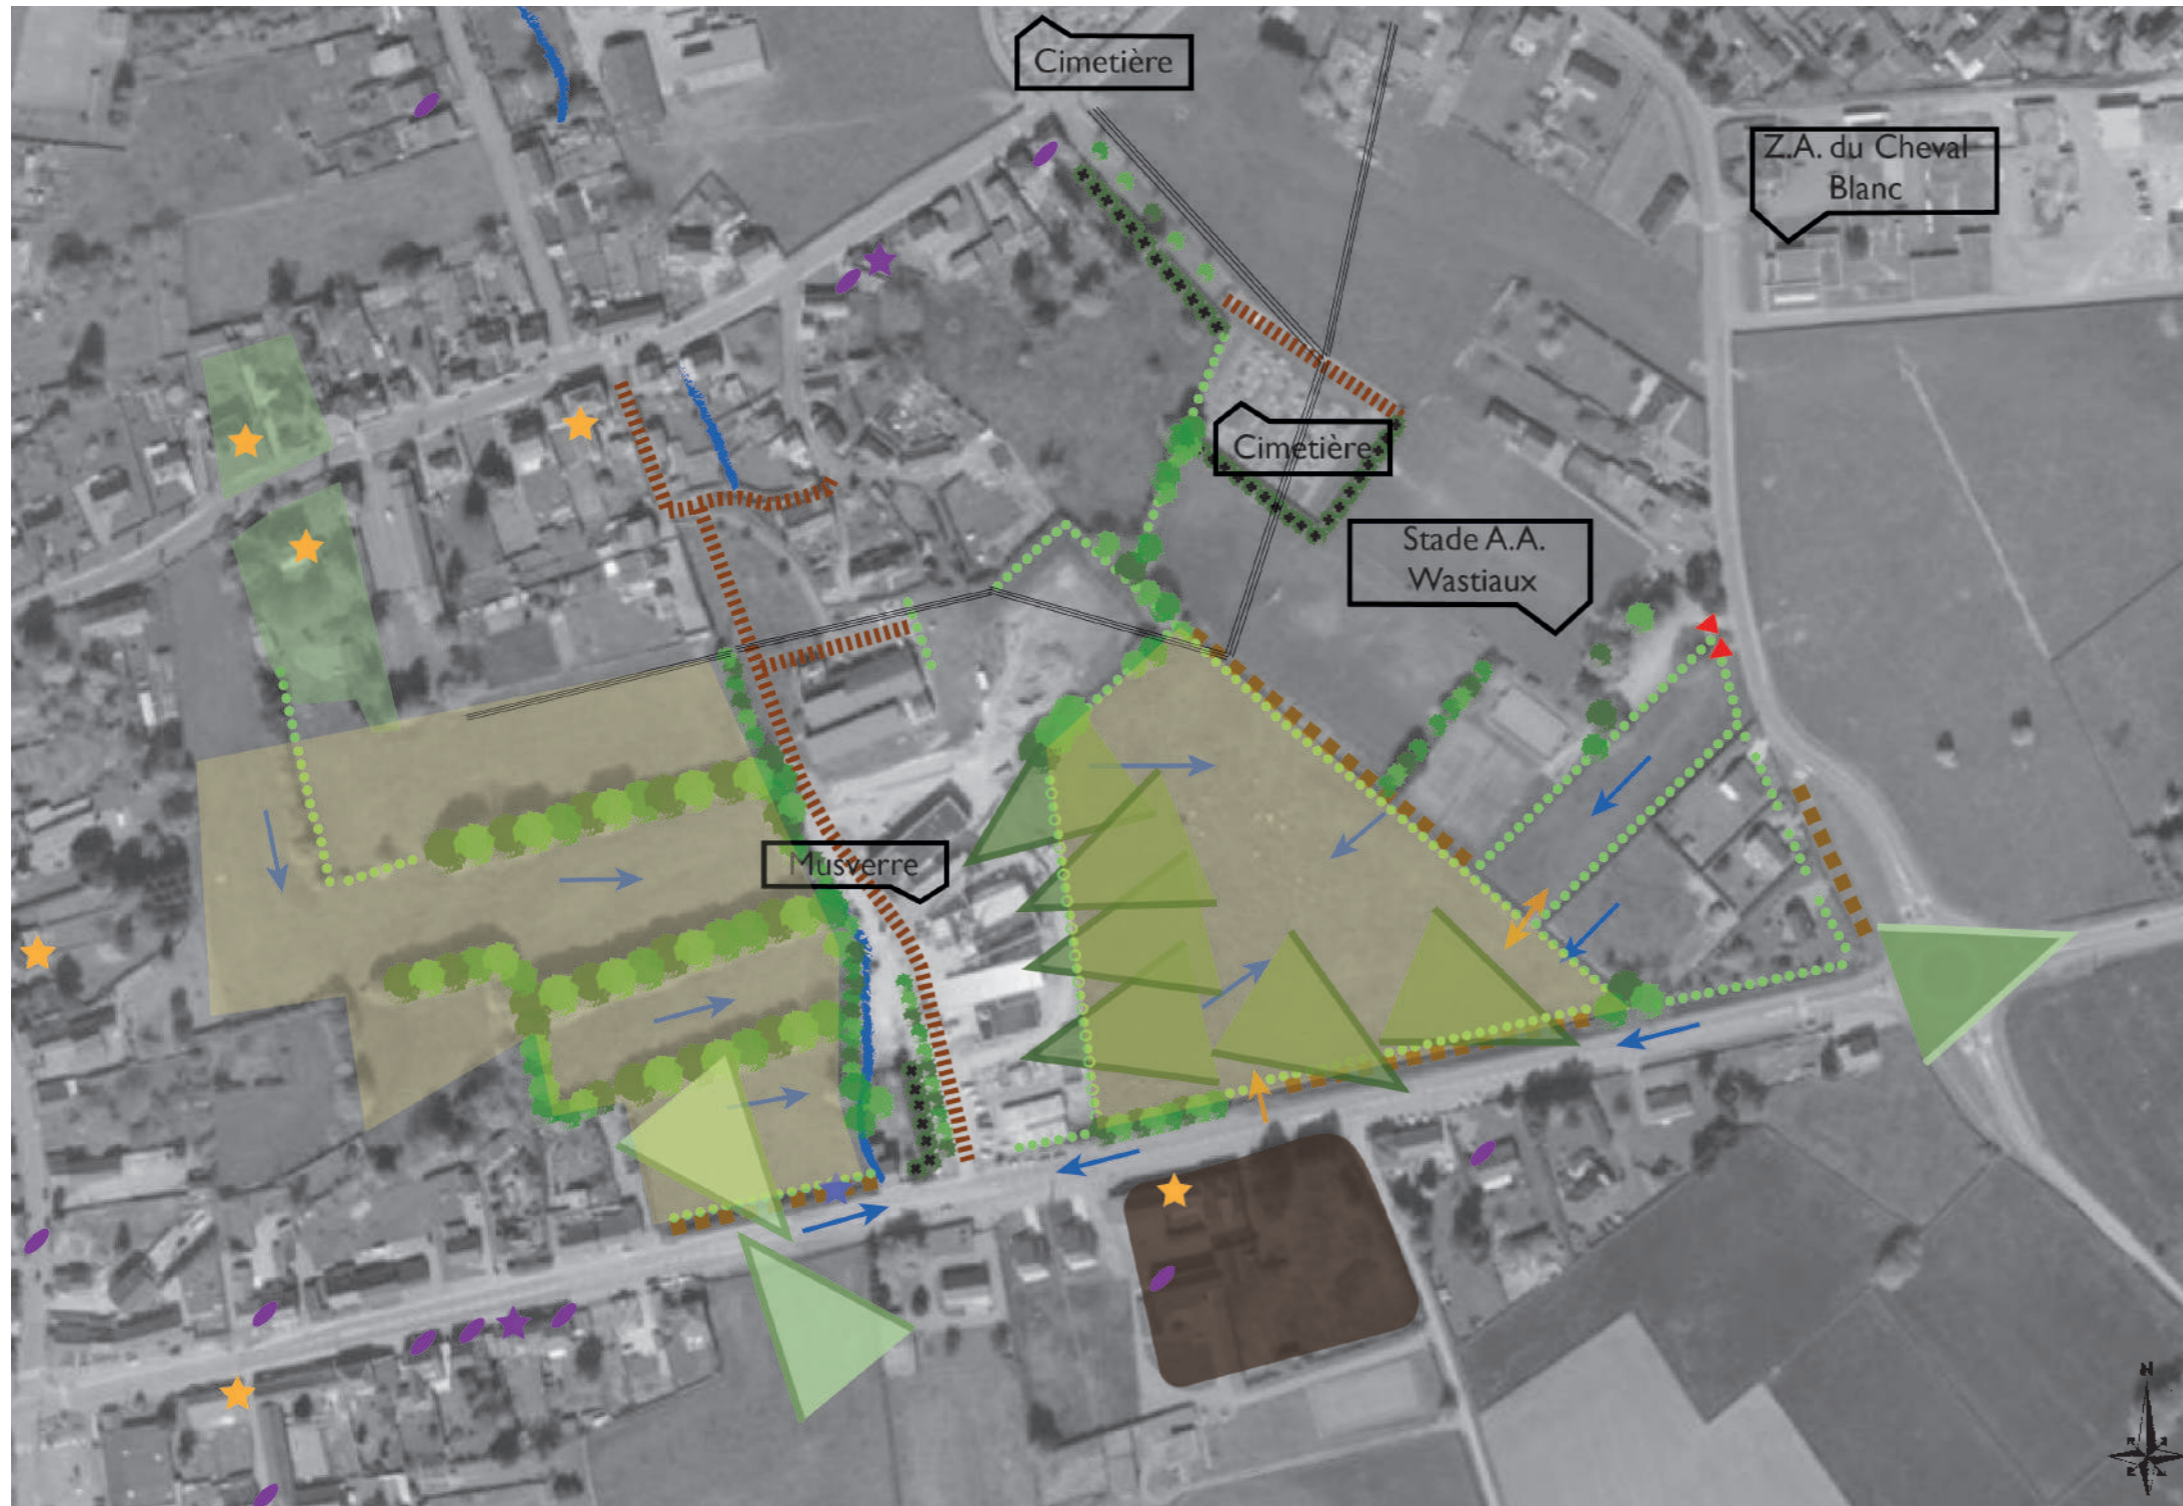 Cimetière
Z.A. du Cheval
Blanc
Cimetière
Stade A.A.
Wastiaux
Musverre
N